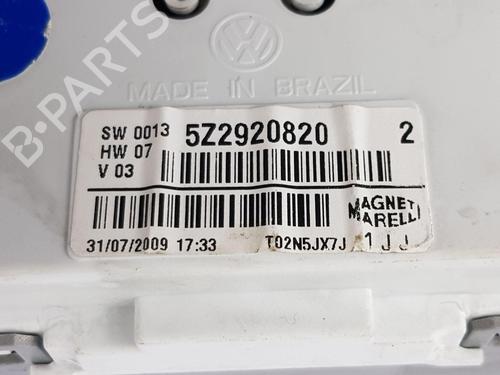 B-PARTS
MADE IN BRAZIL
SW 0013 5Z2920820 2
HW 07
V 03
MAGNETI
MARELLI
31/07/2009 17:33 T02N5JX7J 1JJ